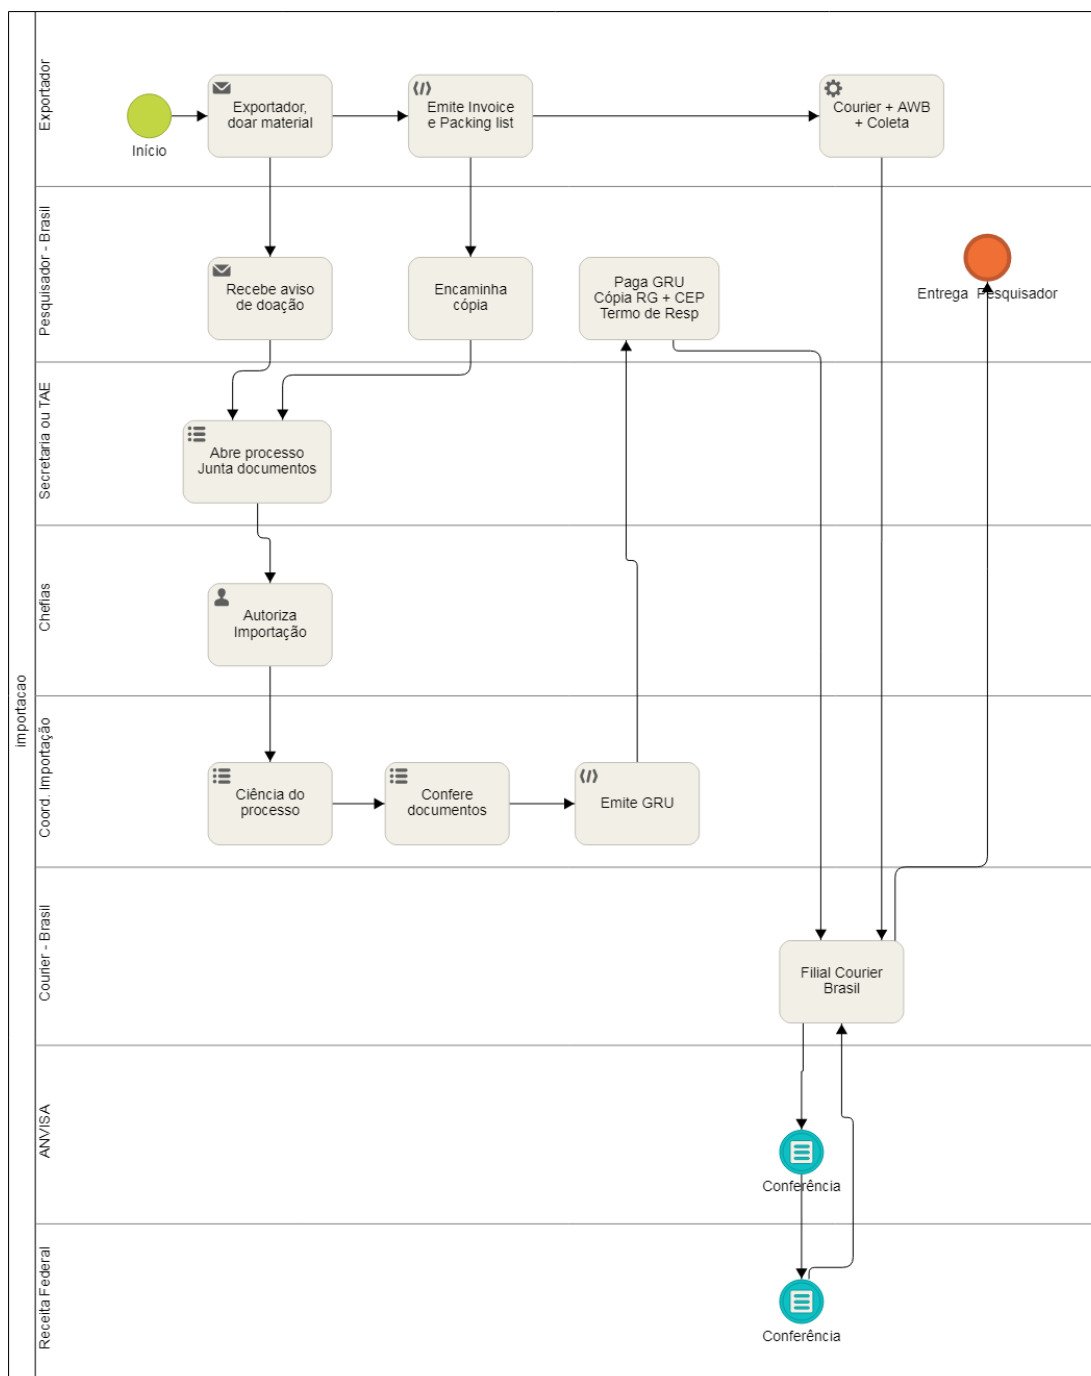 importacao
Exportador
Início
Exportador,
doar material
Emite Invoice
e Packing list
Courier + AWB
+ Coleta
Pesquisador - Brasil
Recebe aviso
de doação
Encaminha
cópia
Paga GRU
Cópia RG + CEP
Termo de Resp
Entrega Pesquisador
Secretaria ou TAE
Abre processo
Junta documentos
Chefias
Autoriza
Importação
Coord. Importação
Ciência do
processo
Confere
documentos
Emite GRU
Courier - Brasil
Filial Courier
Brasil
ANVISA
Conferência
Receita Federal
Conferência